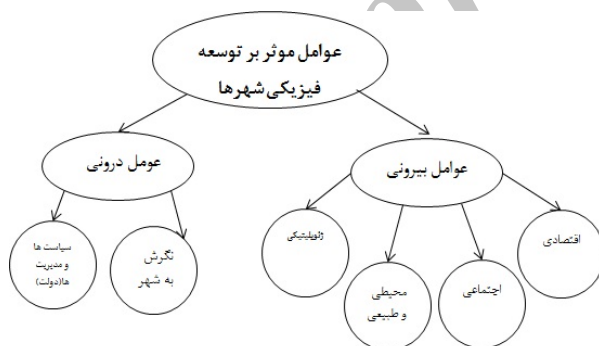 عوامل موثر بر توسعه
فیزیکی شهرها
عوامل بیرونی
عومل درونی
اقتصادی
اجتماعی
محیطی
و طبیعی
ژئوپلیتیکی
نگرش
به شهر
سیاست ها
و مدیریت
ها(دولت)